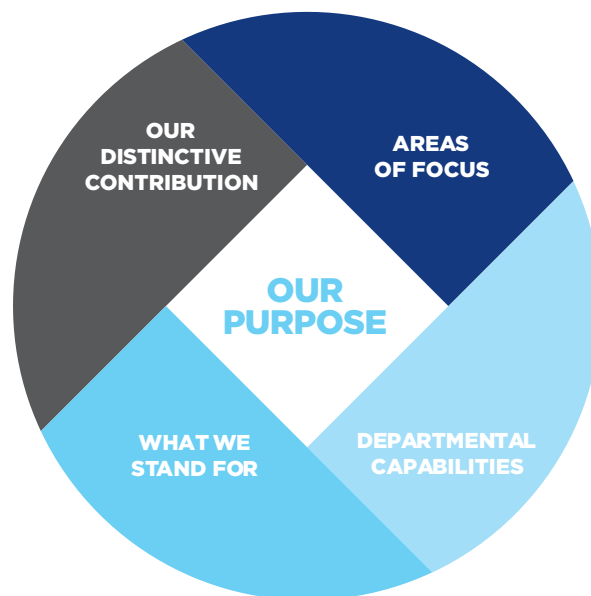 OUR
DISTINCTIVE
CONTRIBUTION
AREAS
OF FOCUS
OUR
PURPOSE
WHAT WE
STAND FOR
DEPARTMENTAL
CAPABILITIES